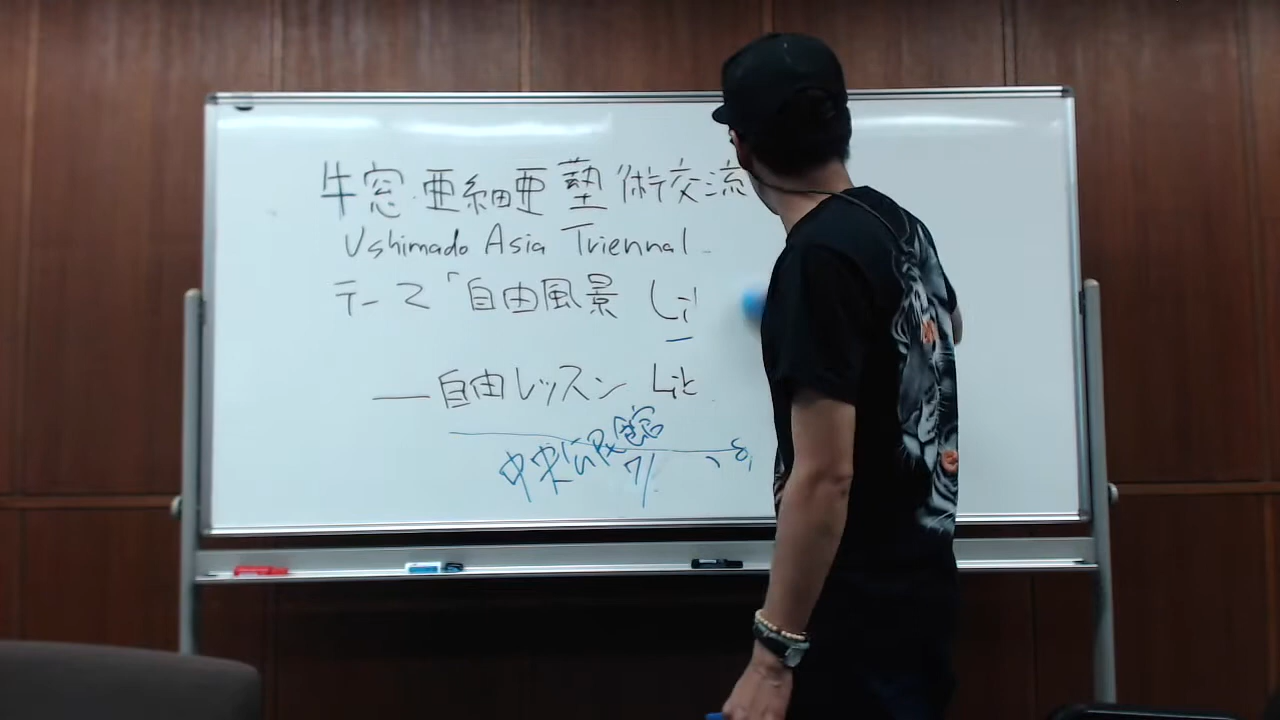 牛窓・亜細亜藝術交流
Ushimado Asia Triennal
テーマ「自由風景
自由レッスン
中央公民館
7/